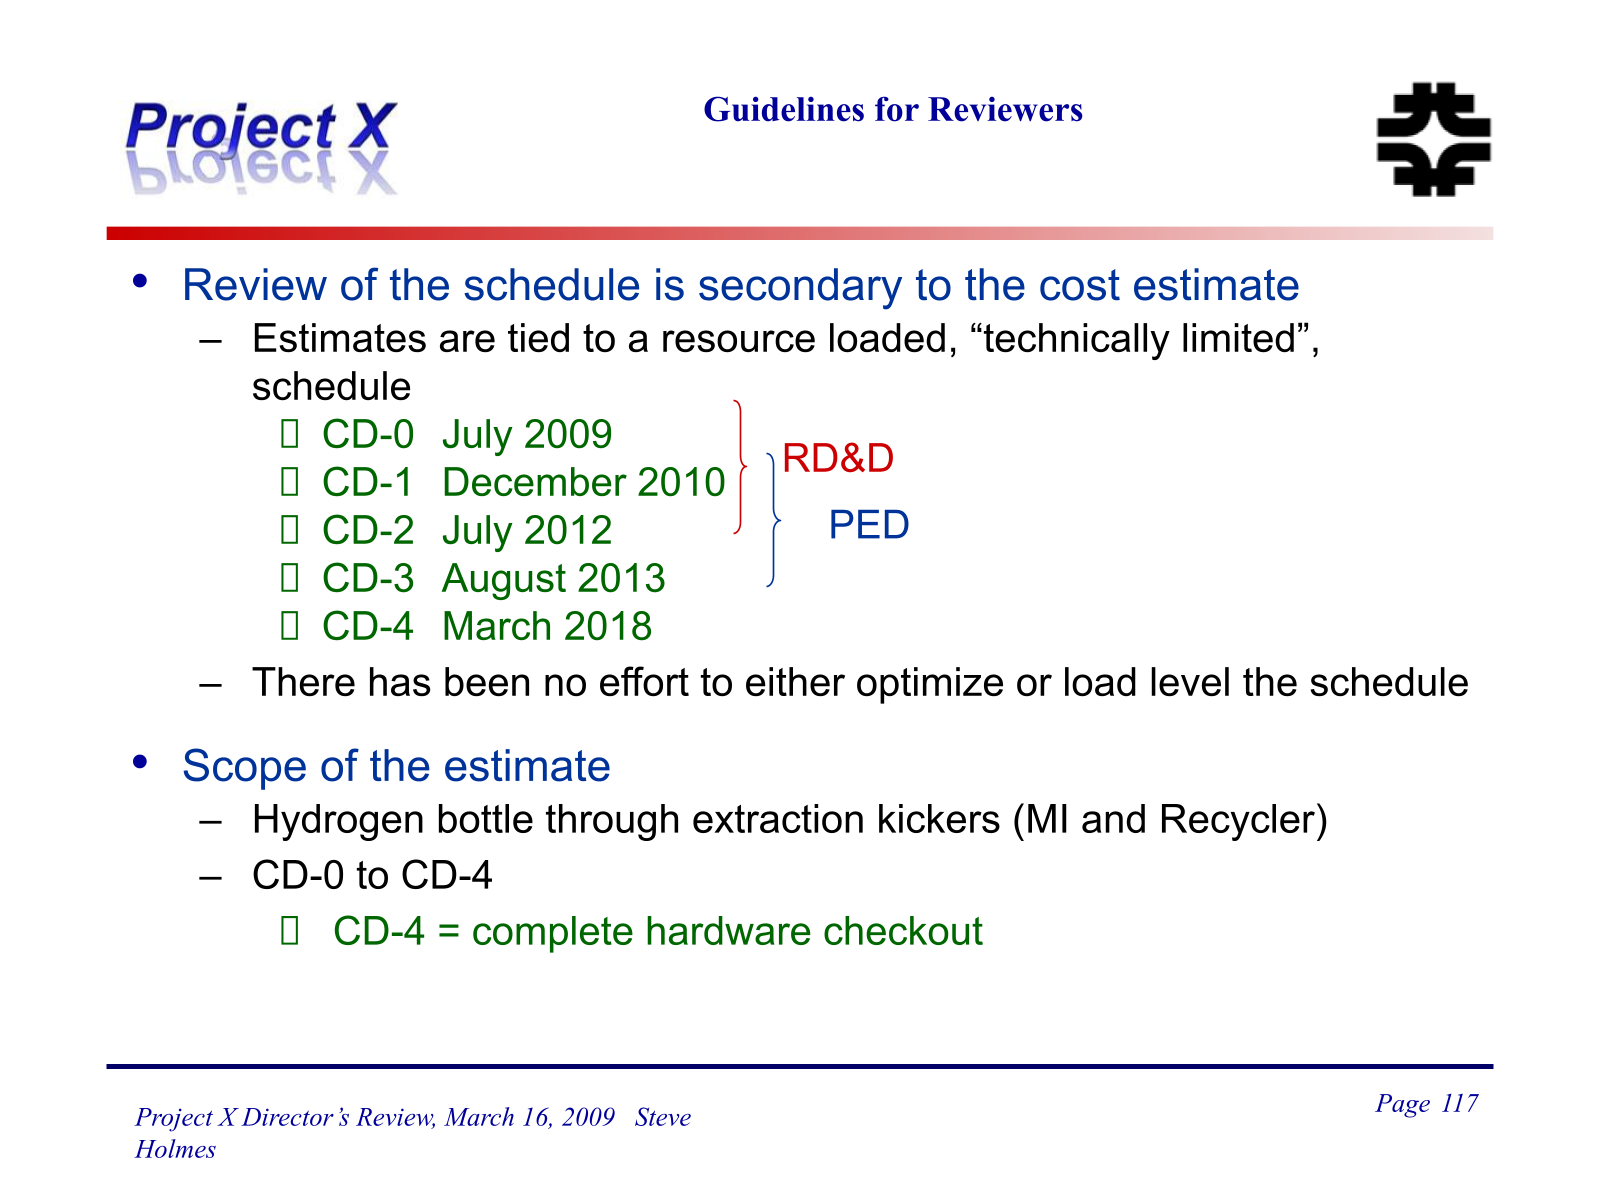 Project X
Guidelines for Reviewers
• Review of the schedule is secondary to the cost estimate
– Estimates are tied to a resource loaded, “technically limited”,
schedule
CD-0 July 2009
CD-1 December 2010
CD-2 July 2012
CD-3 August 2013
CD-4 March 2018
RD&D
PED
– There has been no effort to either optimize or load level the schedule
• Scope of the estimate
– Hydrogen bottle through extraction kickers (MI and Recycler)
– CD-0 to CD-4
CD-4 = complete hardware checkout
Project X Director’s Review, March 16, 2009 Steve
Holmes
Page 117